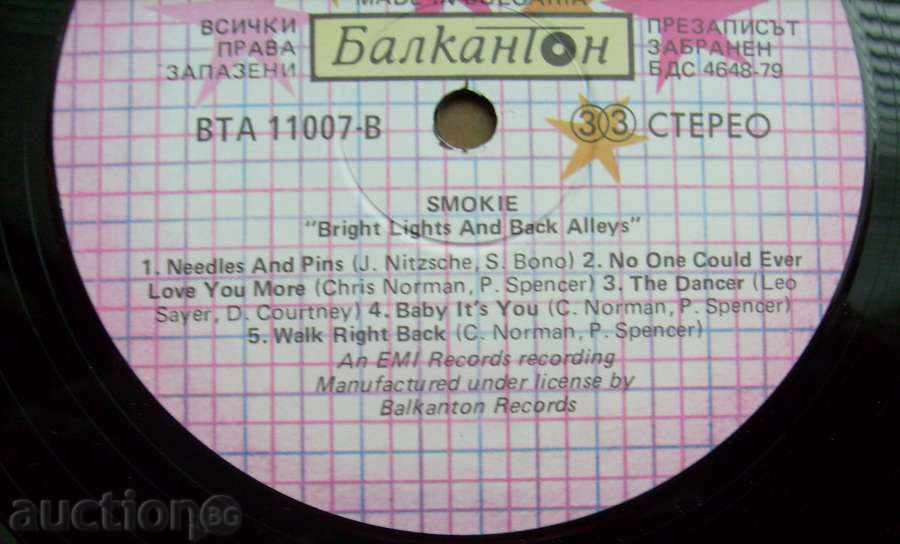 MADE IN BULGARIA
ВСИЧКИ
ПРАВА
ЗАПАЗЕНИ
Балкантон
ПРЕЗАПИСЪТ
ЗАБРАНЕН
БДС 4648-79
ВТА 11007-В
33 СТЕРЕО
SMOKIE
"Bright Lights And Back Alleys"
1. Needles And Pins (J. Nitzsche, S. Bono) 2. No One Could Ever
Love You More (Chris Norman, P. Spencer) 3. The Dancer (Leo
Sayer, D. Courtney) 4. Baby It's You (C. Norman, P. Spencer)
5. Walk Right Back (C. Norman, P. Spencer)
An EMI Records recording
Manufactured under license by
Balkanton Records
auction BG